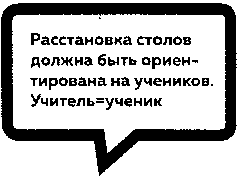 Расстановка столов
должна быть ориен-
тирована на учеников.
Учитель=ученик